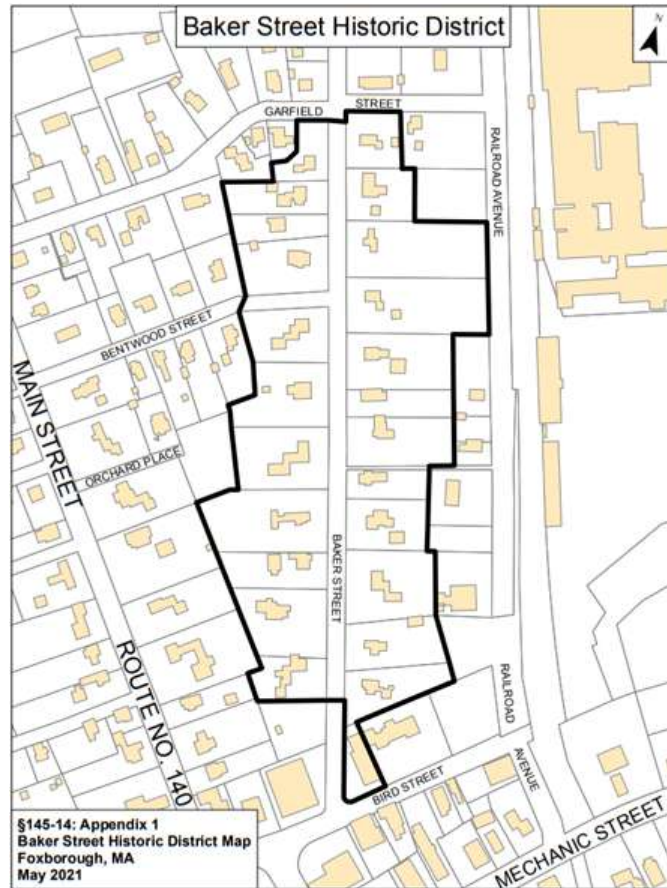 Baker Street Historic District
N
GARFIELD STREET
RAILROAD AVENUE
BENTWOOD STREET
MAIN STREET
ORCHARD PLACE
BAKER STREET
ROUTE NO. 140
RAILROAD
AVENUE
BIRD STREET
MECHANIC STREET
§145-14: Appendix 1
Baker Street Historic District Map
Foxborough, MA
May 2021